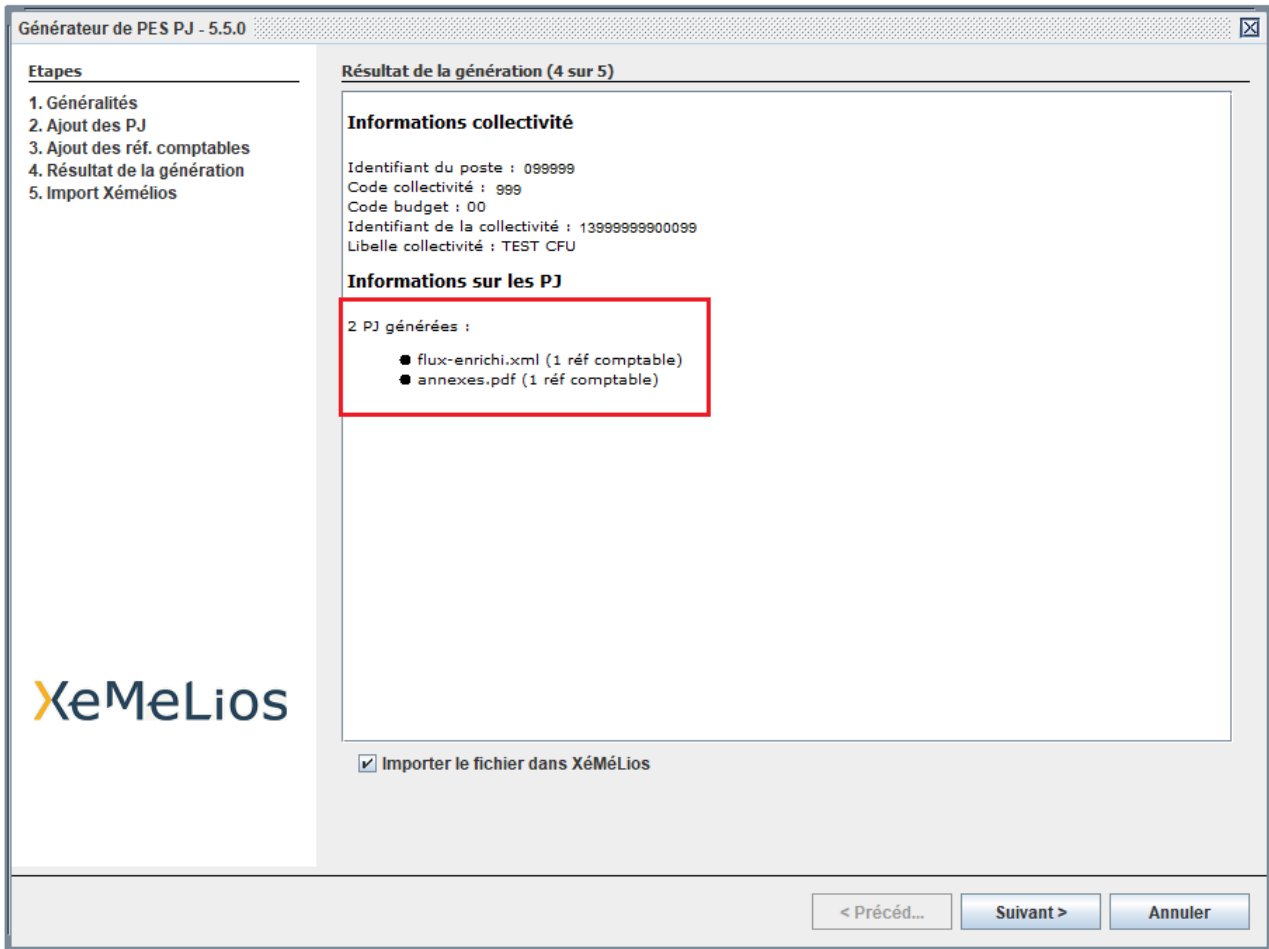 Générateur de PES PJ - 5.5.0
Etapes
1. Généralités
2. Ajout des PJ
3. Ajout des réf. comptables
4. Résultat de la génération
5. Import Xémélios
XeMeLios
Résultat de la génération (4 sur 5)
Informations collectivité
Identifiant du poste : 099999
Code collectivité : 999
Code budget : 00
Identifiant de la collectivité : 13999999900099
Libelle collectivité : TEST CFU
Informations sur les PJ
2 PJ générées :
● flux-enrichi.xml (1 réf comptable)
● annexes.pdf (1 réf comptable)
Importer le fichier dans XéMéLios
< Précéd...
Suivant >
Annuler